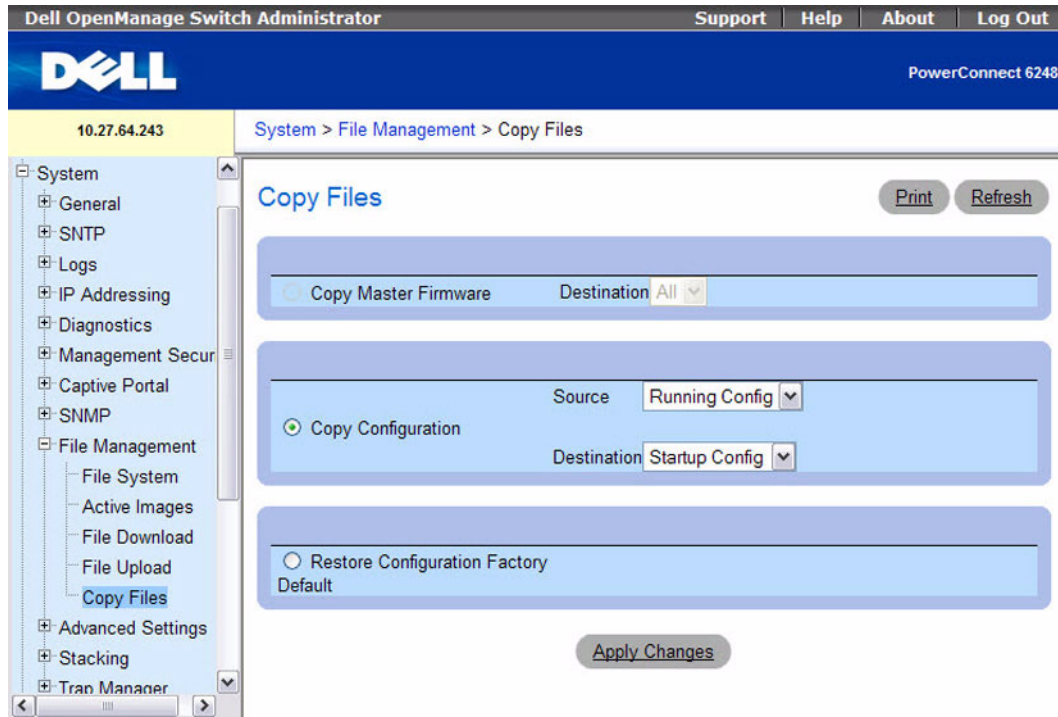 Dell OpenManage Switch Administrator
Support | Help | About | Log Out
DELL
PowerConnect 6248
10.27.64.243
System > File Management > Copy Files
System
General
SNTP
Logs
IP Addressing
Diagnostics
Management Secur
Captive Portal
SNMP
File Management
File System
Active Images
File Download
File Upload
Copy Files
Advanced Settings
Stacking
Trap Manager
Copy Files
Print Refresh
Copy Master Firmware Destination All
Source Running Config
Copy Configuration
Destination Startup Config
Restore Configuration Factory
Default
Apply Changes